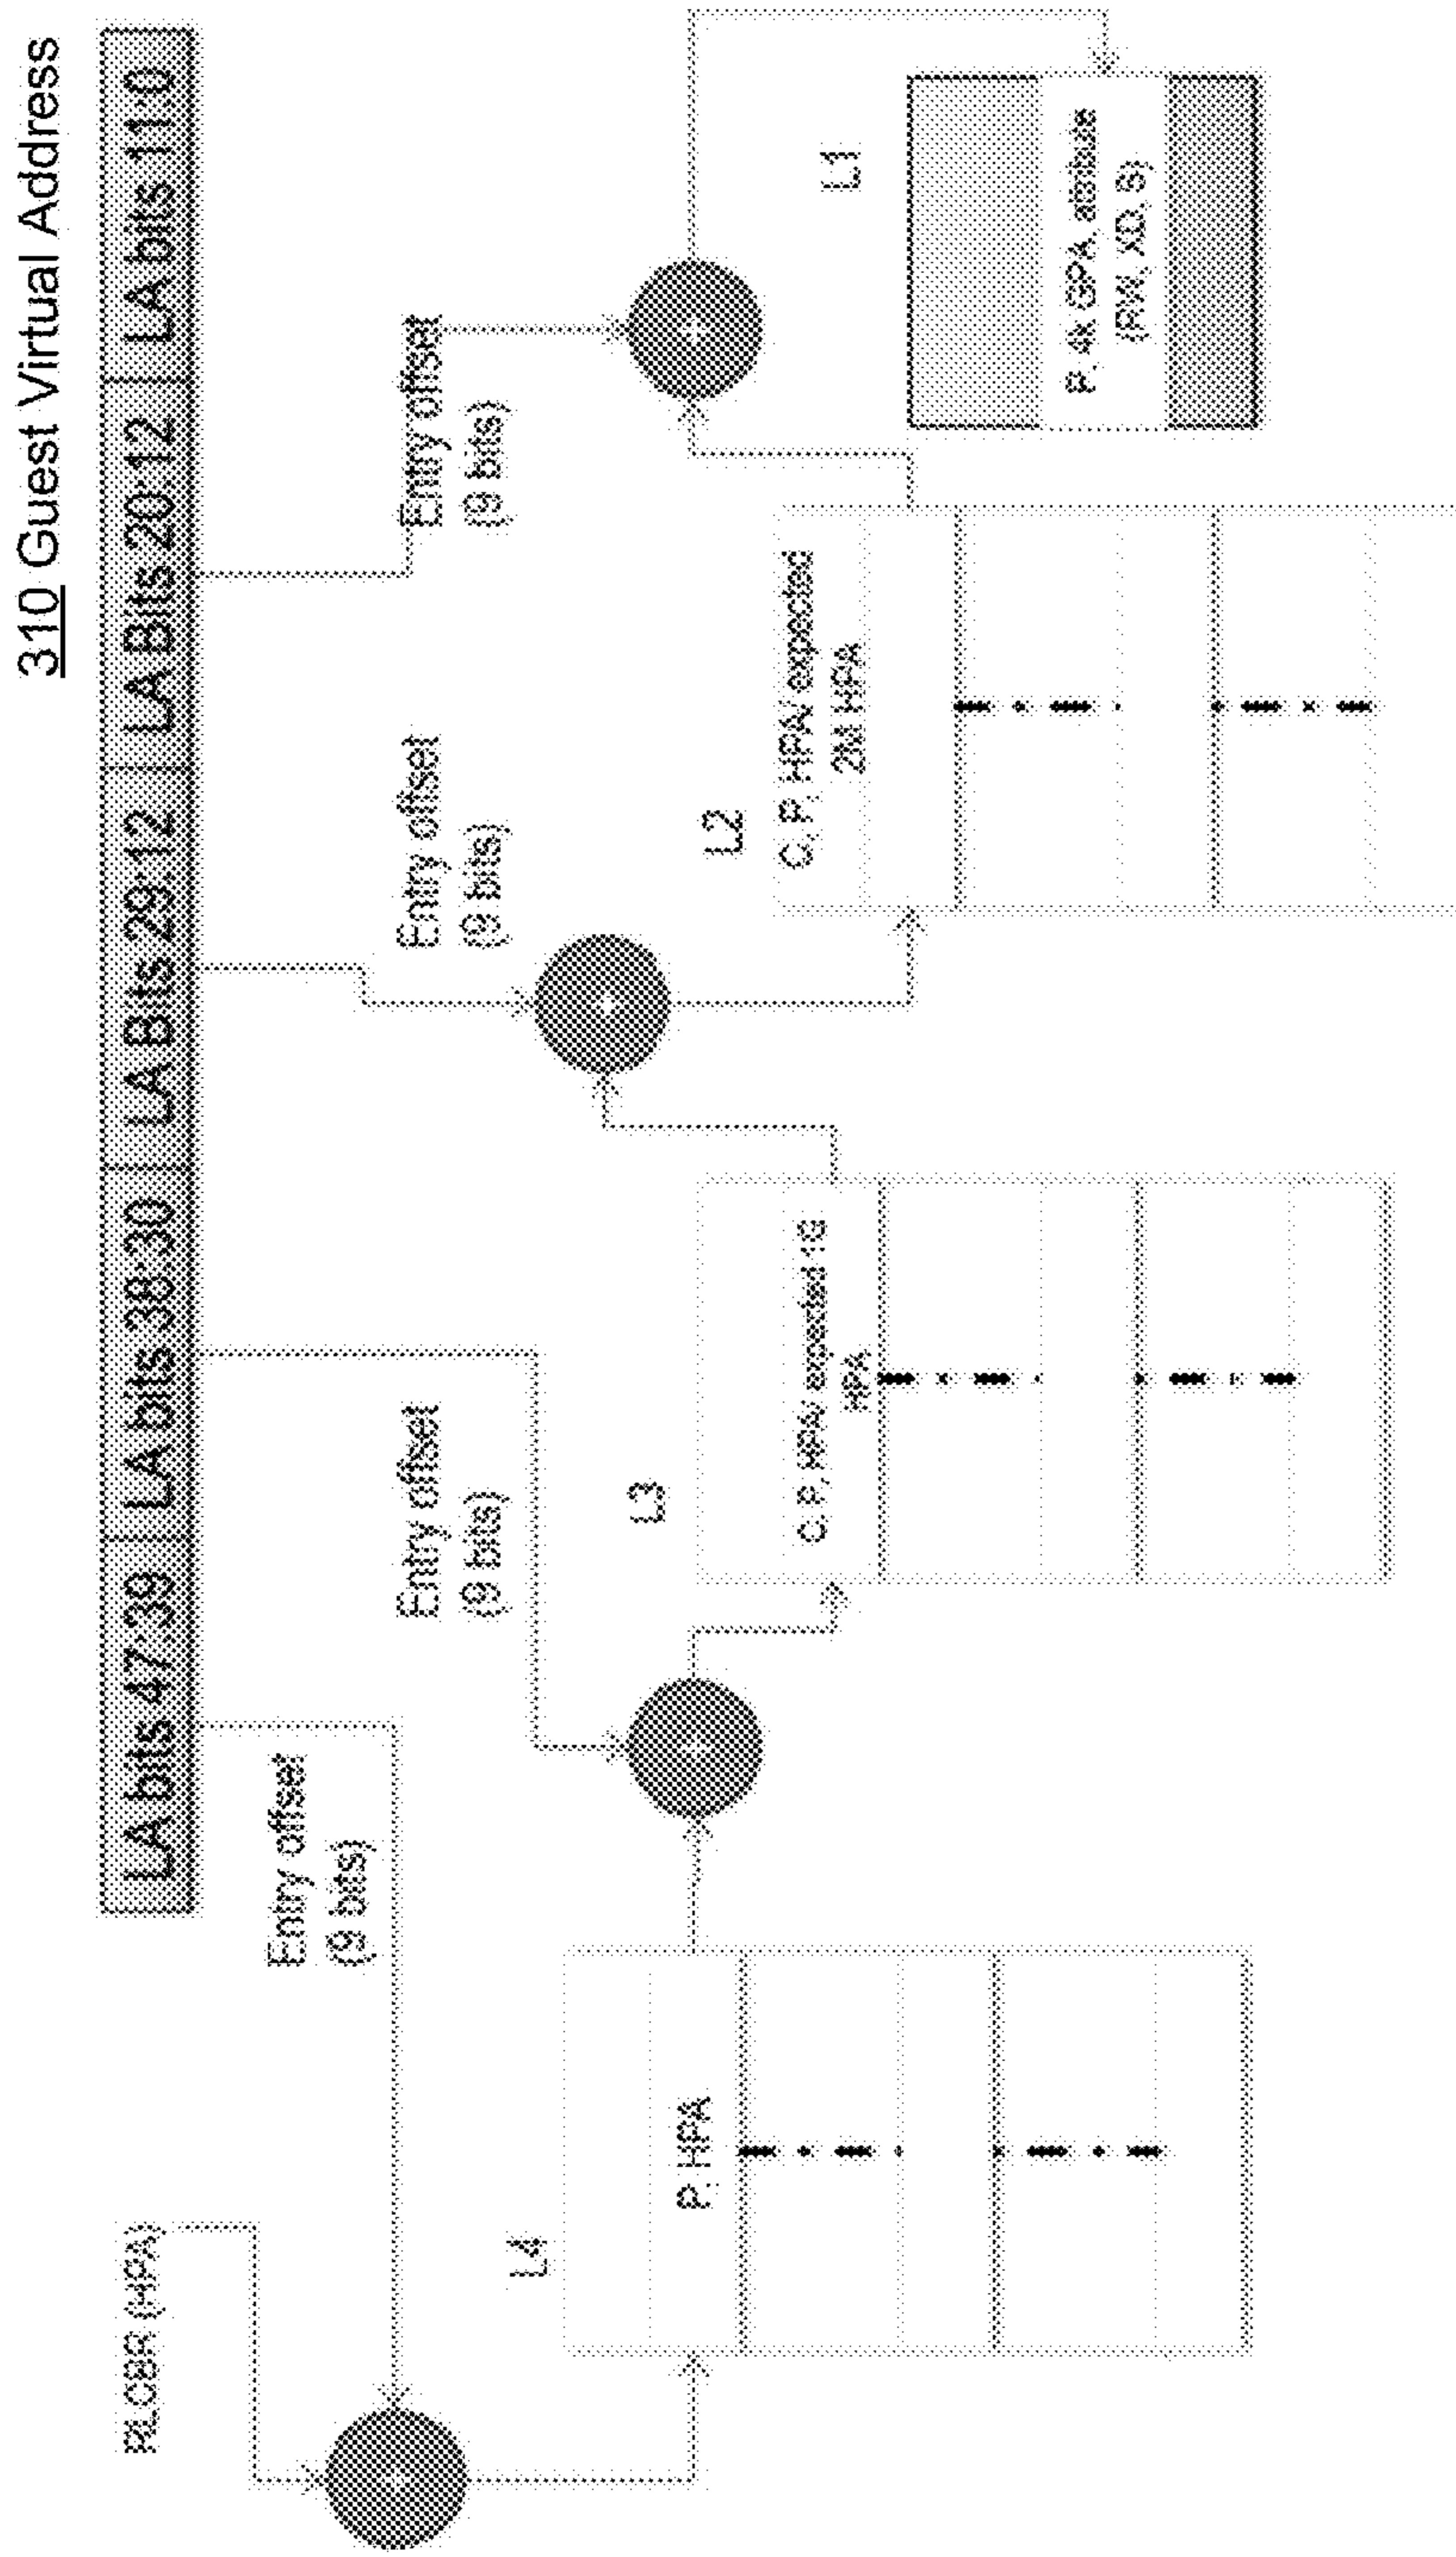 310 Guest Virtual Address
LA bits 47:39
LA bits 38:30
LA Bits 29:12
LA Bits 20:12
LA bits 11:0
RLCBR (HPA)
Entry offset
(9 bits)
Entry offset
(9 bits)
Entry offset
(9 bits)
Entry offset
(9 bits)
L4
P, HPA
L3
C, P, HPA/ expected 1G
HPA
L2
C, P, HPA/ expected
2M HPA
L1
P, 4k GPA, attribute
(RW, XD, S)